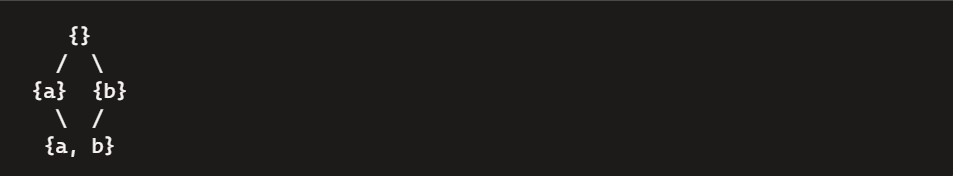 {}
/ \
{a} {b}
\ /
{a, b}